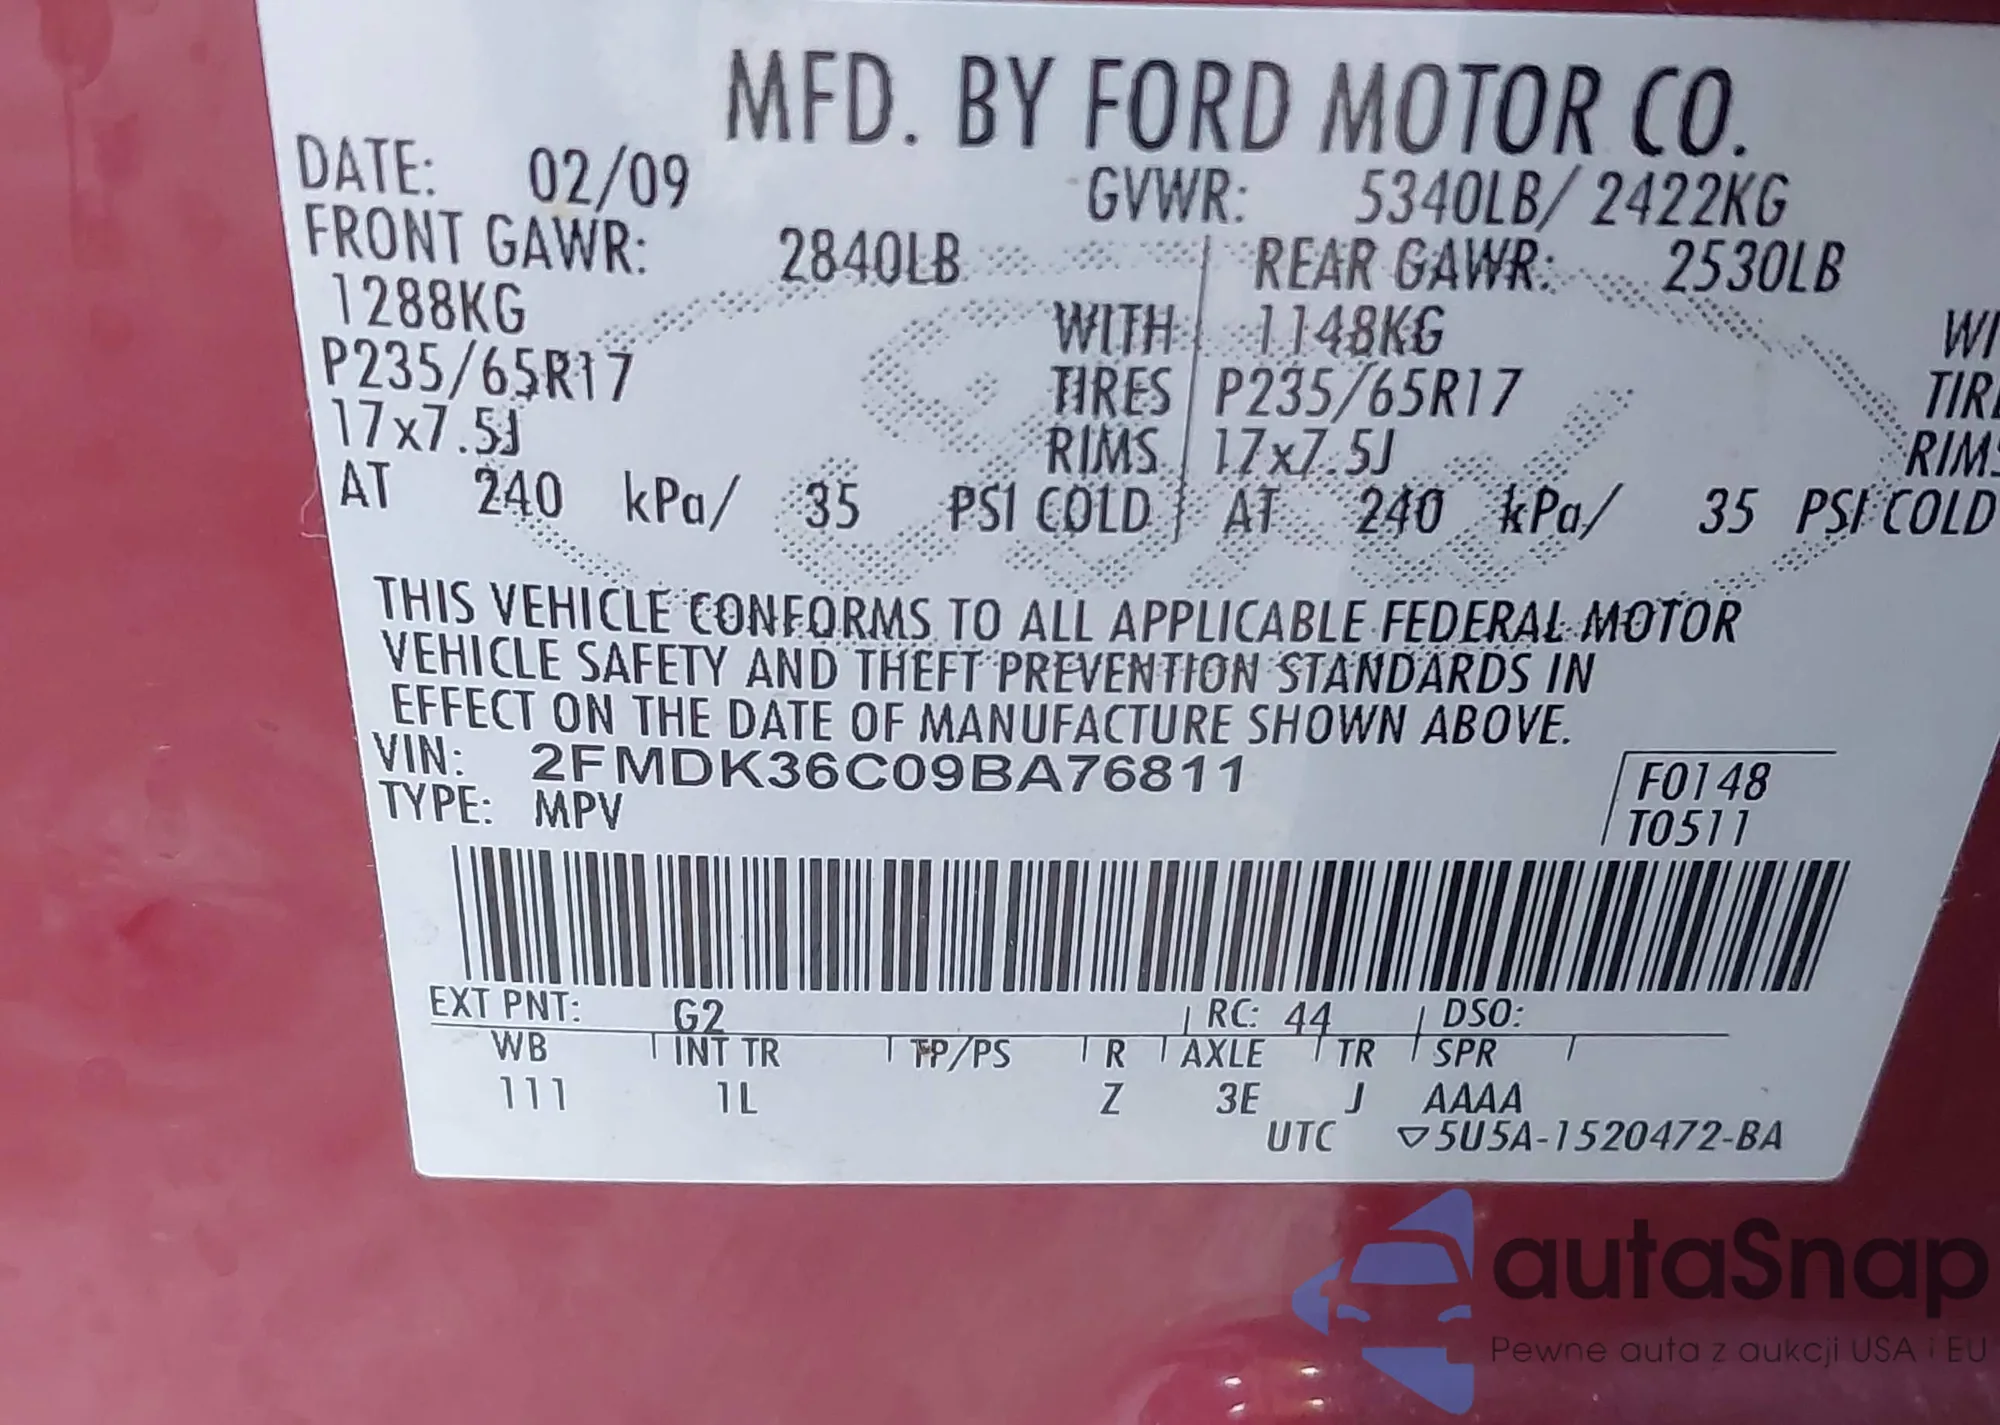 MFD. BY FORD MOTOR CO.
DATE: 02/09 GVWR: 5340LB/ 2422KG
FRONT GAWR: 2840LB REAR GAWR: 2530LB
1288KG WITH 1148KG WI
P235/65R17 TIRES P235/65R17 TIRE
17x7.5J RIMS 17x7.5J RIMS
AT 240 kPa/ 35 PSI COLD AT 240 kPa/ 35 PSI COLD
THIS VEHICLE CONFORMS TO ALL APPLICABLE FEDERAL MOTOR
VEHICLE SAFETY AND THEFT PREVENTION STANDARDS IN
EFFECT ON THE DATE OF MANUFACTURE SHOWN ABOVE.
VIN: 2FMDK36C09BA76811 F0148
TYPE: MPV T0511
EXT PNT: G2 RC: 44 DSO:
WB INT TR TP/PS R AXLE TR SPR
111 1L Z 3E J AAAA
UTC ▽5U5A-1520472-BA
autaSnap
Pewne auta z aukcji USA i EU